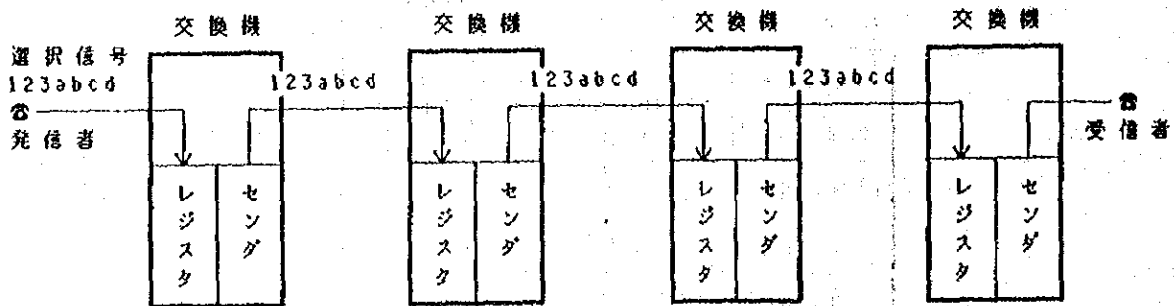 交換機
交換機
交換機
交換機
選択信号
123abcd
発信者
123abcd
123abcd
123abcd
受信者
レジスタ
センダ
レジスタ
センダ
レジスタ
センダ
レジスタ
センダ